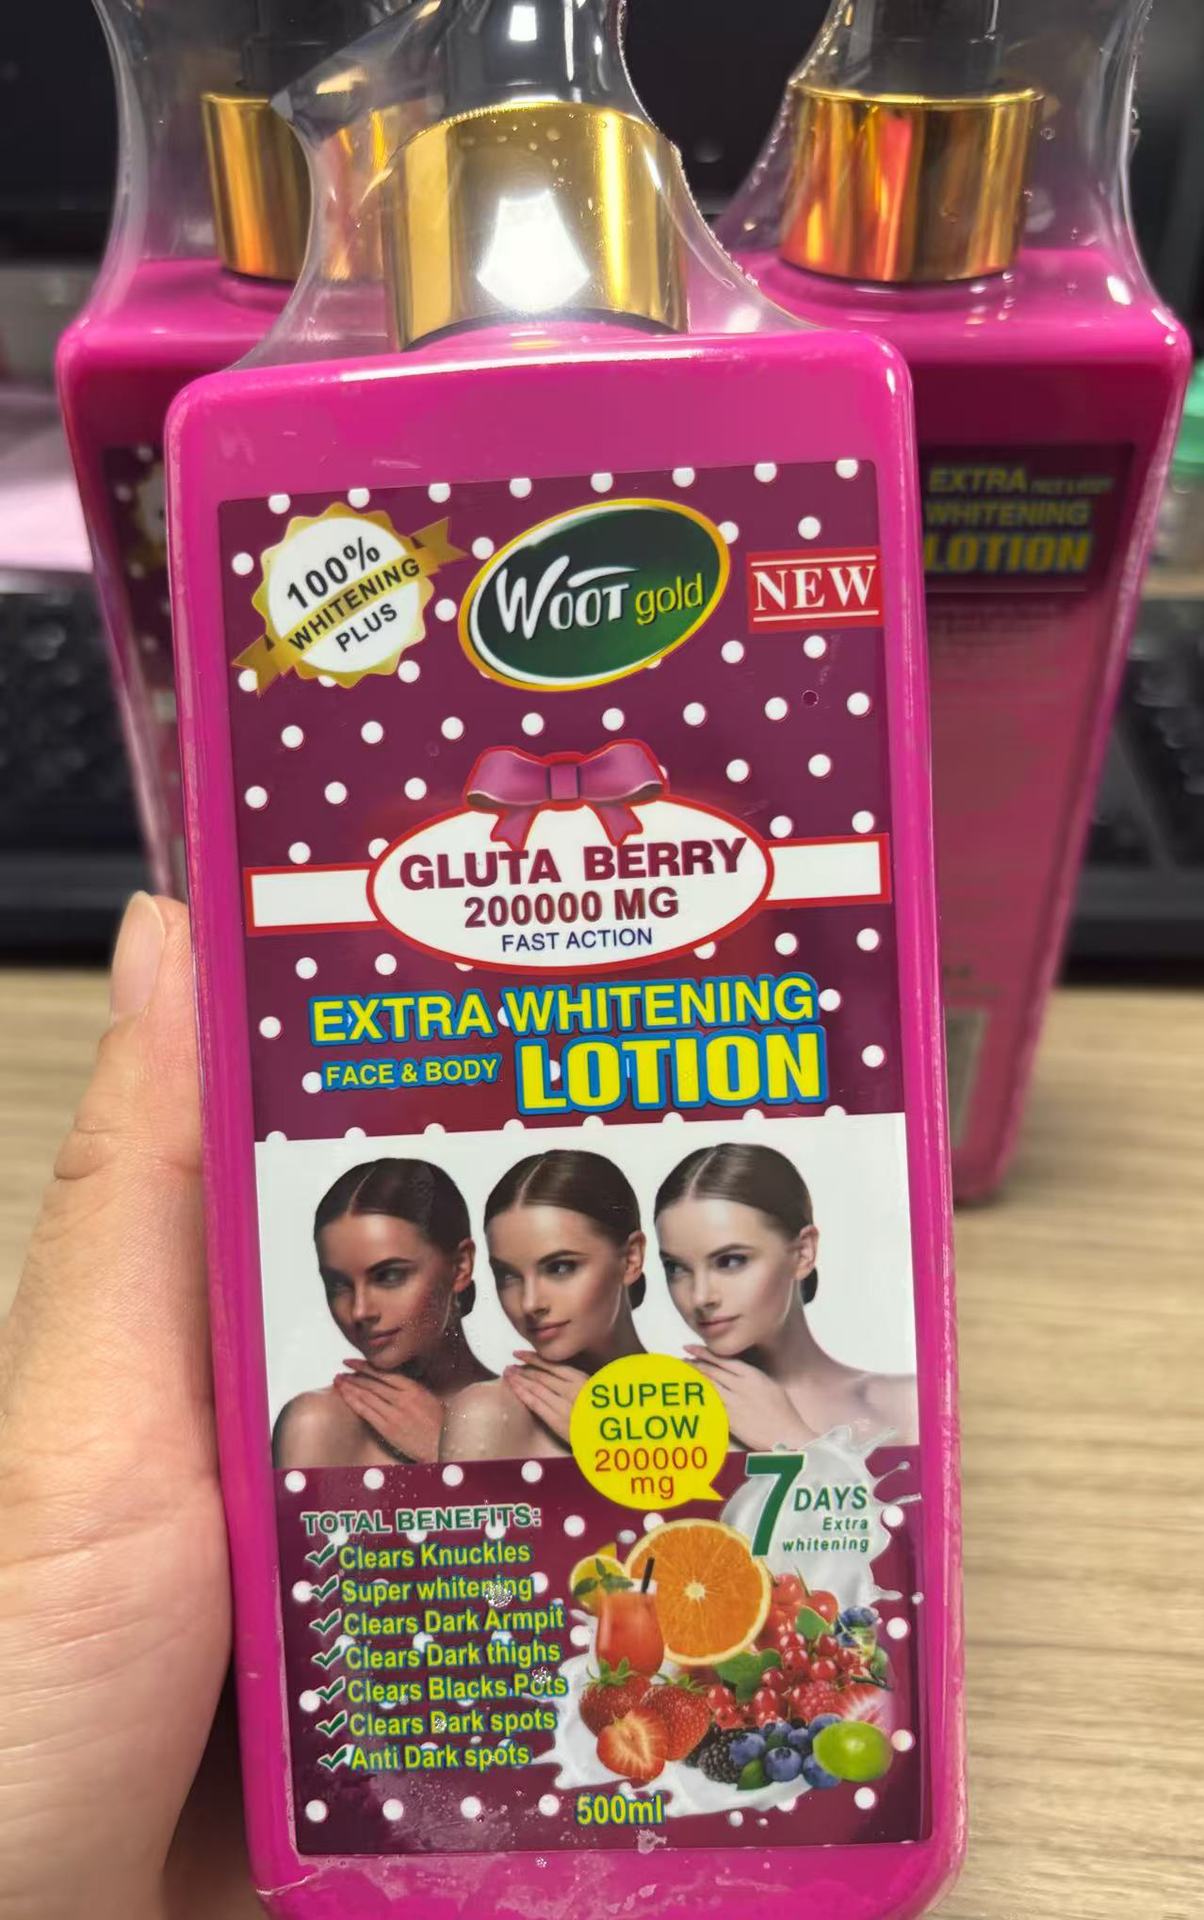 100%
WHITENING
PLUS
WOOT gold
NEW
GLUTA BERRY
200000 MG
FAST ACTION
EXTRA WHITENING
FACE & BODY LOTION
SUPER
GLOW
200000
mg
7 DAYS
Extra
whitening
TOTAL BENEFITS:
Clears Knuckles
Super whitening
Clears Dark Armpit
Clears Dark thighs
Clears Blacks Pots
Clears Dark spots
Anti Dark spots
500ml
EXTRA FACE & BODY
WHITENING
LOTION